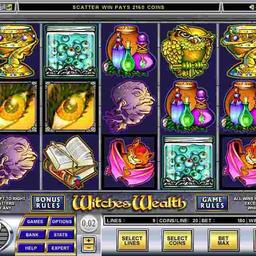 SCATTER WIN PAYS 2160 COINS
BONUS RULES
Witches Wealth
GAME RULES
GAMES
OPTIONS
BANK
STATS
HELP
EXPERT
0.02
LINES: 9
COINS/LINE: 20
BET: 180
SELECT LINES
SELECT COINS
BET MAX